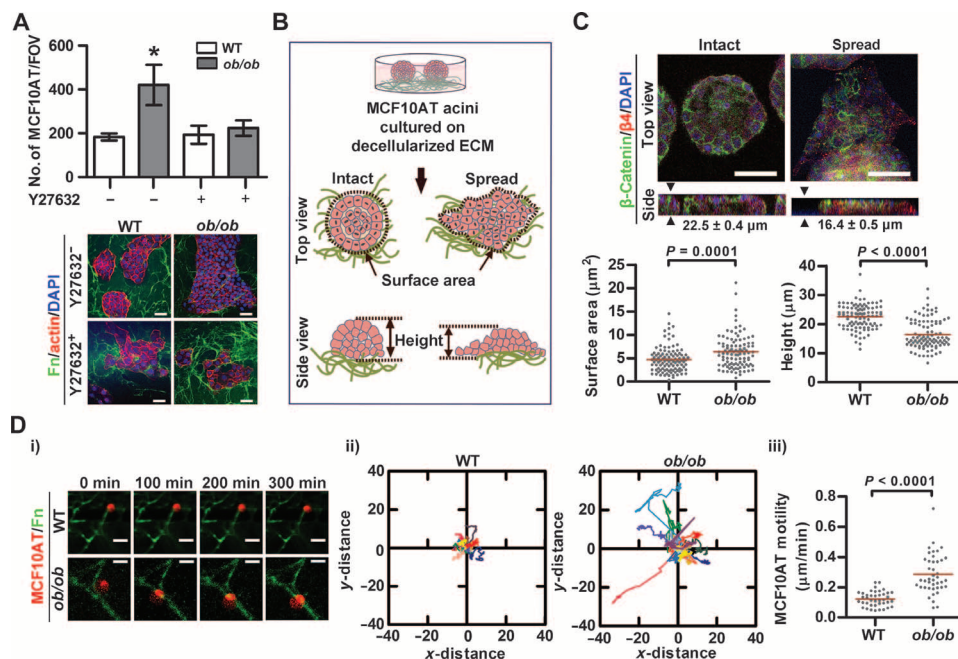 A
No. of MCF10AT/FOV
600
400
200
0
*
WT
ob/ob
Y27632
– – + +
WT ob/ob
Fn/actin/DAPI
Y27632⁻
Y27632⁺
B
MCF10AT acini
cultured on
decellularized ECM
Intact Spread
Top view
Surface area
Side view
Height
C
Intact Spread
β-Catenin/β4/DAPI
Top view
Side
22.5 ± 0.4 μm 16.4 ± 0.5 μm
P = 0.0001
Surface area (μm²)
25
20
15
10
5
0
WT ob/ob
P < 0.0001
Height (μm)
40
30
20
10
0
WT ob/ob
D
i)
0 min 100 min 200 min 300 min
MCF10AT/Fn
WT
ob/ob
ii)
WT
y-distance
40
20
0
−20
−40
−40 −20 0 20 40
x-distance
ob/ob
y-distance
40
20
0
−20
−40
−40 −20 0 20 40
x-distance
iii)
P < 0.0001
MCF10AT motility
(μm/min)
0.8
0.6
0.4
0.2
0.0
WT ob/ob